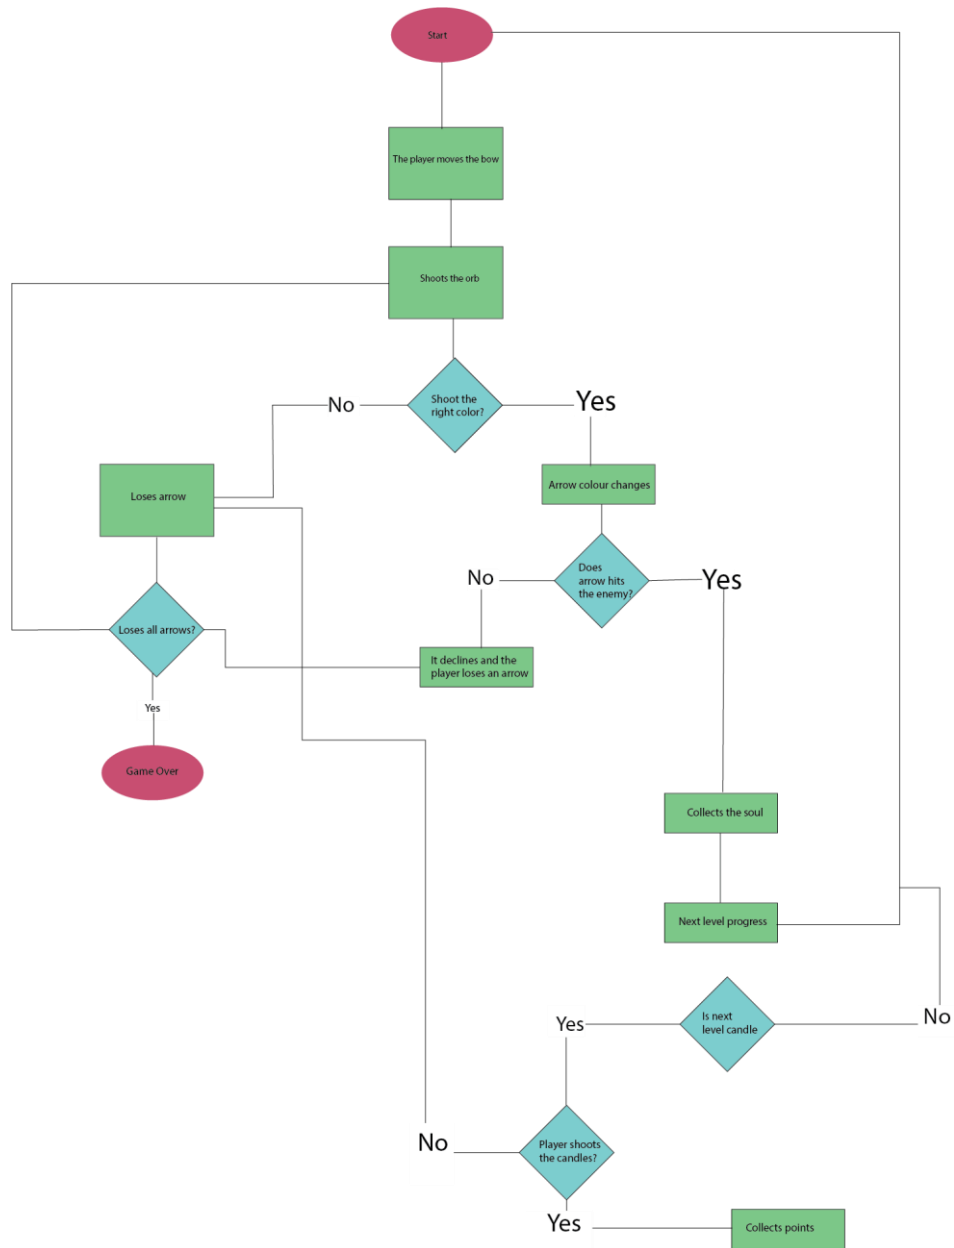 Start
The player moves the bow
Shoots the orb
Shoot the
right color?
No
Yes
Loses arrow
Arrow colour changes
Does
arrow hits
the enemy?
No
Yes
Loses all arrows?
It declines and the
player loses an arrow
Yes
Game Over
Collects the soul
Next level progress
Is next
level candle
Yes
No
Player shoots
the candles?
No
Yes
Collects points